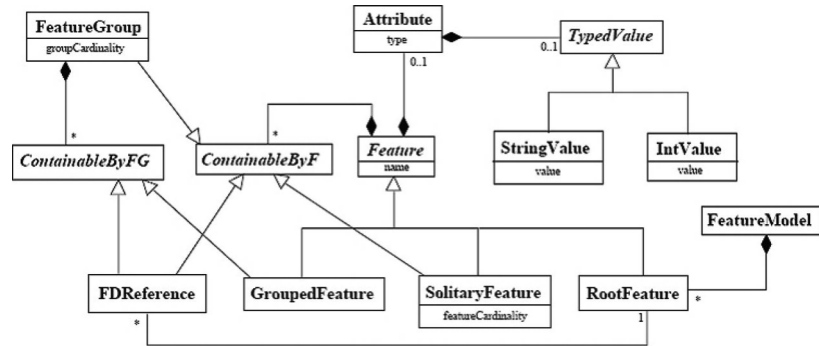 FeatureGroup
groupCardinality
Attribute
type
TypedValue
0..1
0..1
*
*
ContainableByFG
ContainableByF
Feature
name
StringValue
value
IntValue
value
FeatureModel
FDReference
GroupedFeature
SolitaryFeature
featureCardinality
RootFeature
*
*
1